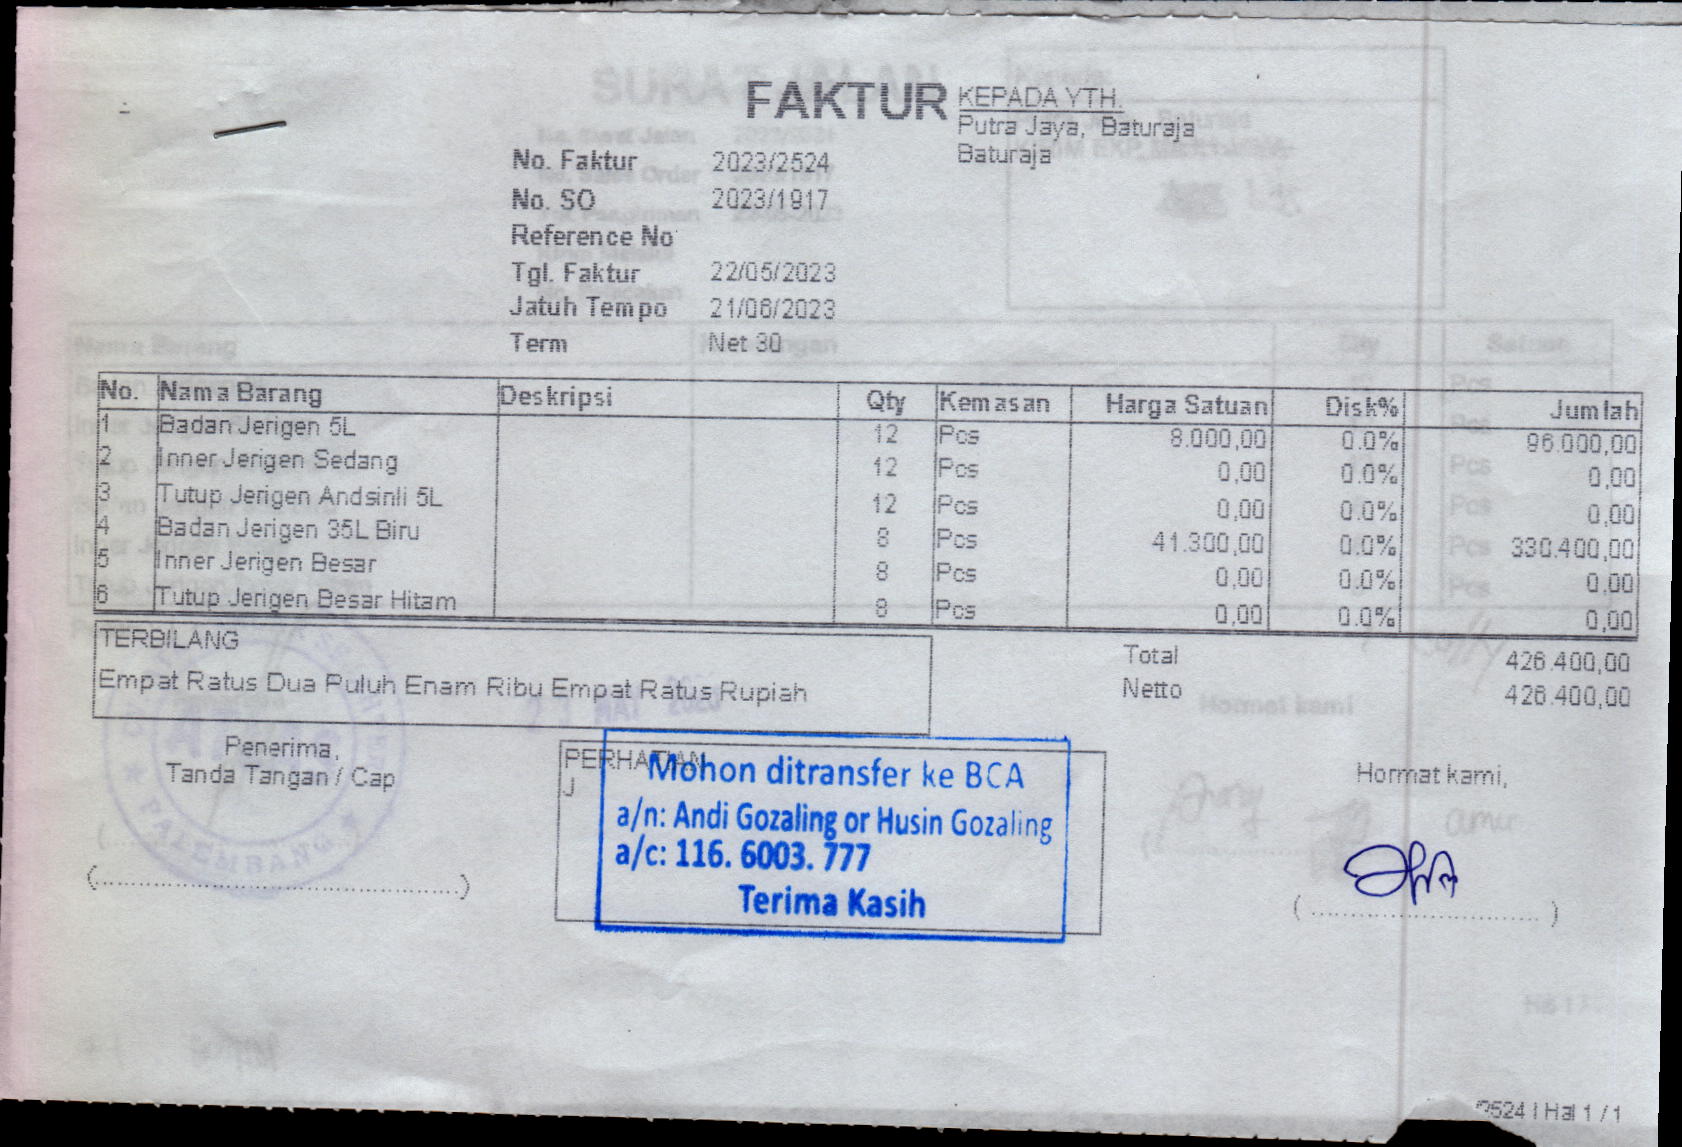 FAKTUR
KEPADA YTH.
Putra Jaya, Baturaja
Baturaja
No. Faktur 2023/2524
No. SO 2023/1917
Reference No
Tgl. Faktur 22/05/2023
Jatuh Tempo 21/06/2023
Term Net 30
No. Nama Barang Deskripsi Qty Kemasan Harga Satuan Disk% Jumlah
1 Badan Jerigen 5L 12 Pcs 8.000,00 0.0% 96.000,00
2 Inner Jerigen Sedang 12 Pcs 0,00 0.0% 0,00
3 Tutup Jerigen Andsinli 5L 12 Pcs 0,00 0.0% 0,00
4 Badan Jerigen 35L Biru 8 Pcs 41.300,00 0.0% 330.400,00
5 Inner Jerigen Besar 8 Pcs 0,00 0.0% 0,00
6 Tutup Jerigen Besar Hitam 8 Pcs 0,00 0.0% 0,00
TERBILANG
Empat Ratus Dua Puluh Enam Ribu Empat Ratus Rupiah
Total 426.400,00
Netto 426.400,00
Penerima,
Tanda Tangan / Cap
PALEMBANG
PERHATIAN
J
Mohon ditransfer ke BCA
a/n: Andi Gozaling or Husin Gozaling
a/c: 116. 6003. 777
Terima Kasih
Hormat kami,
2524 | Hal 1 / 1